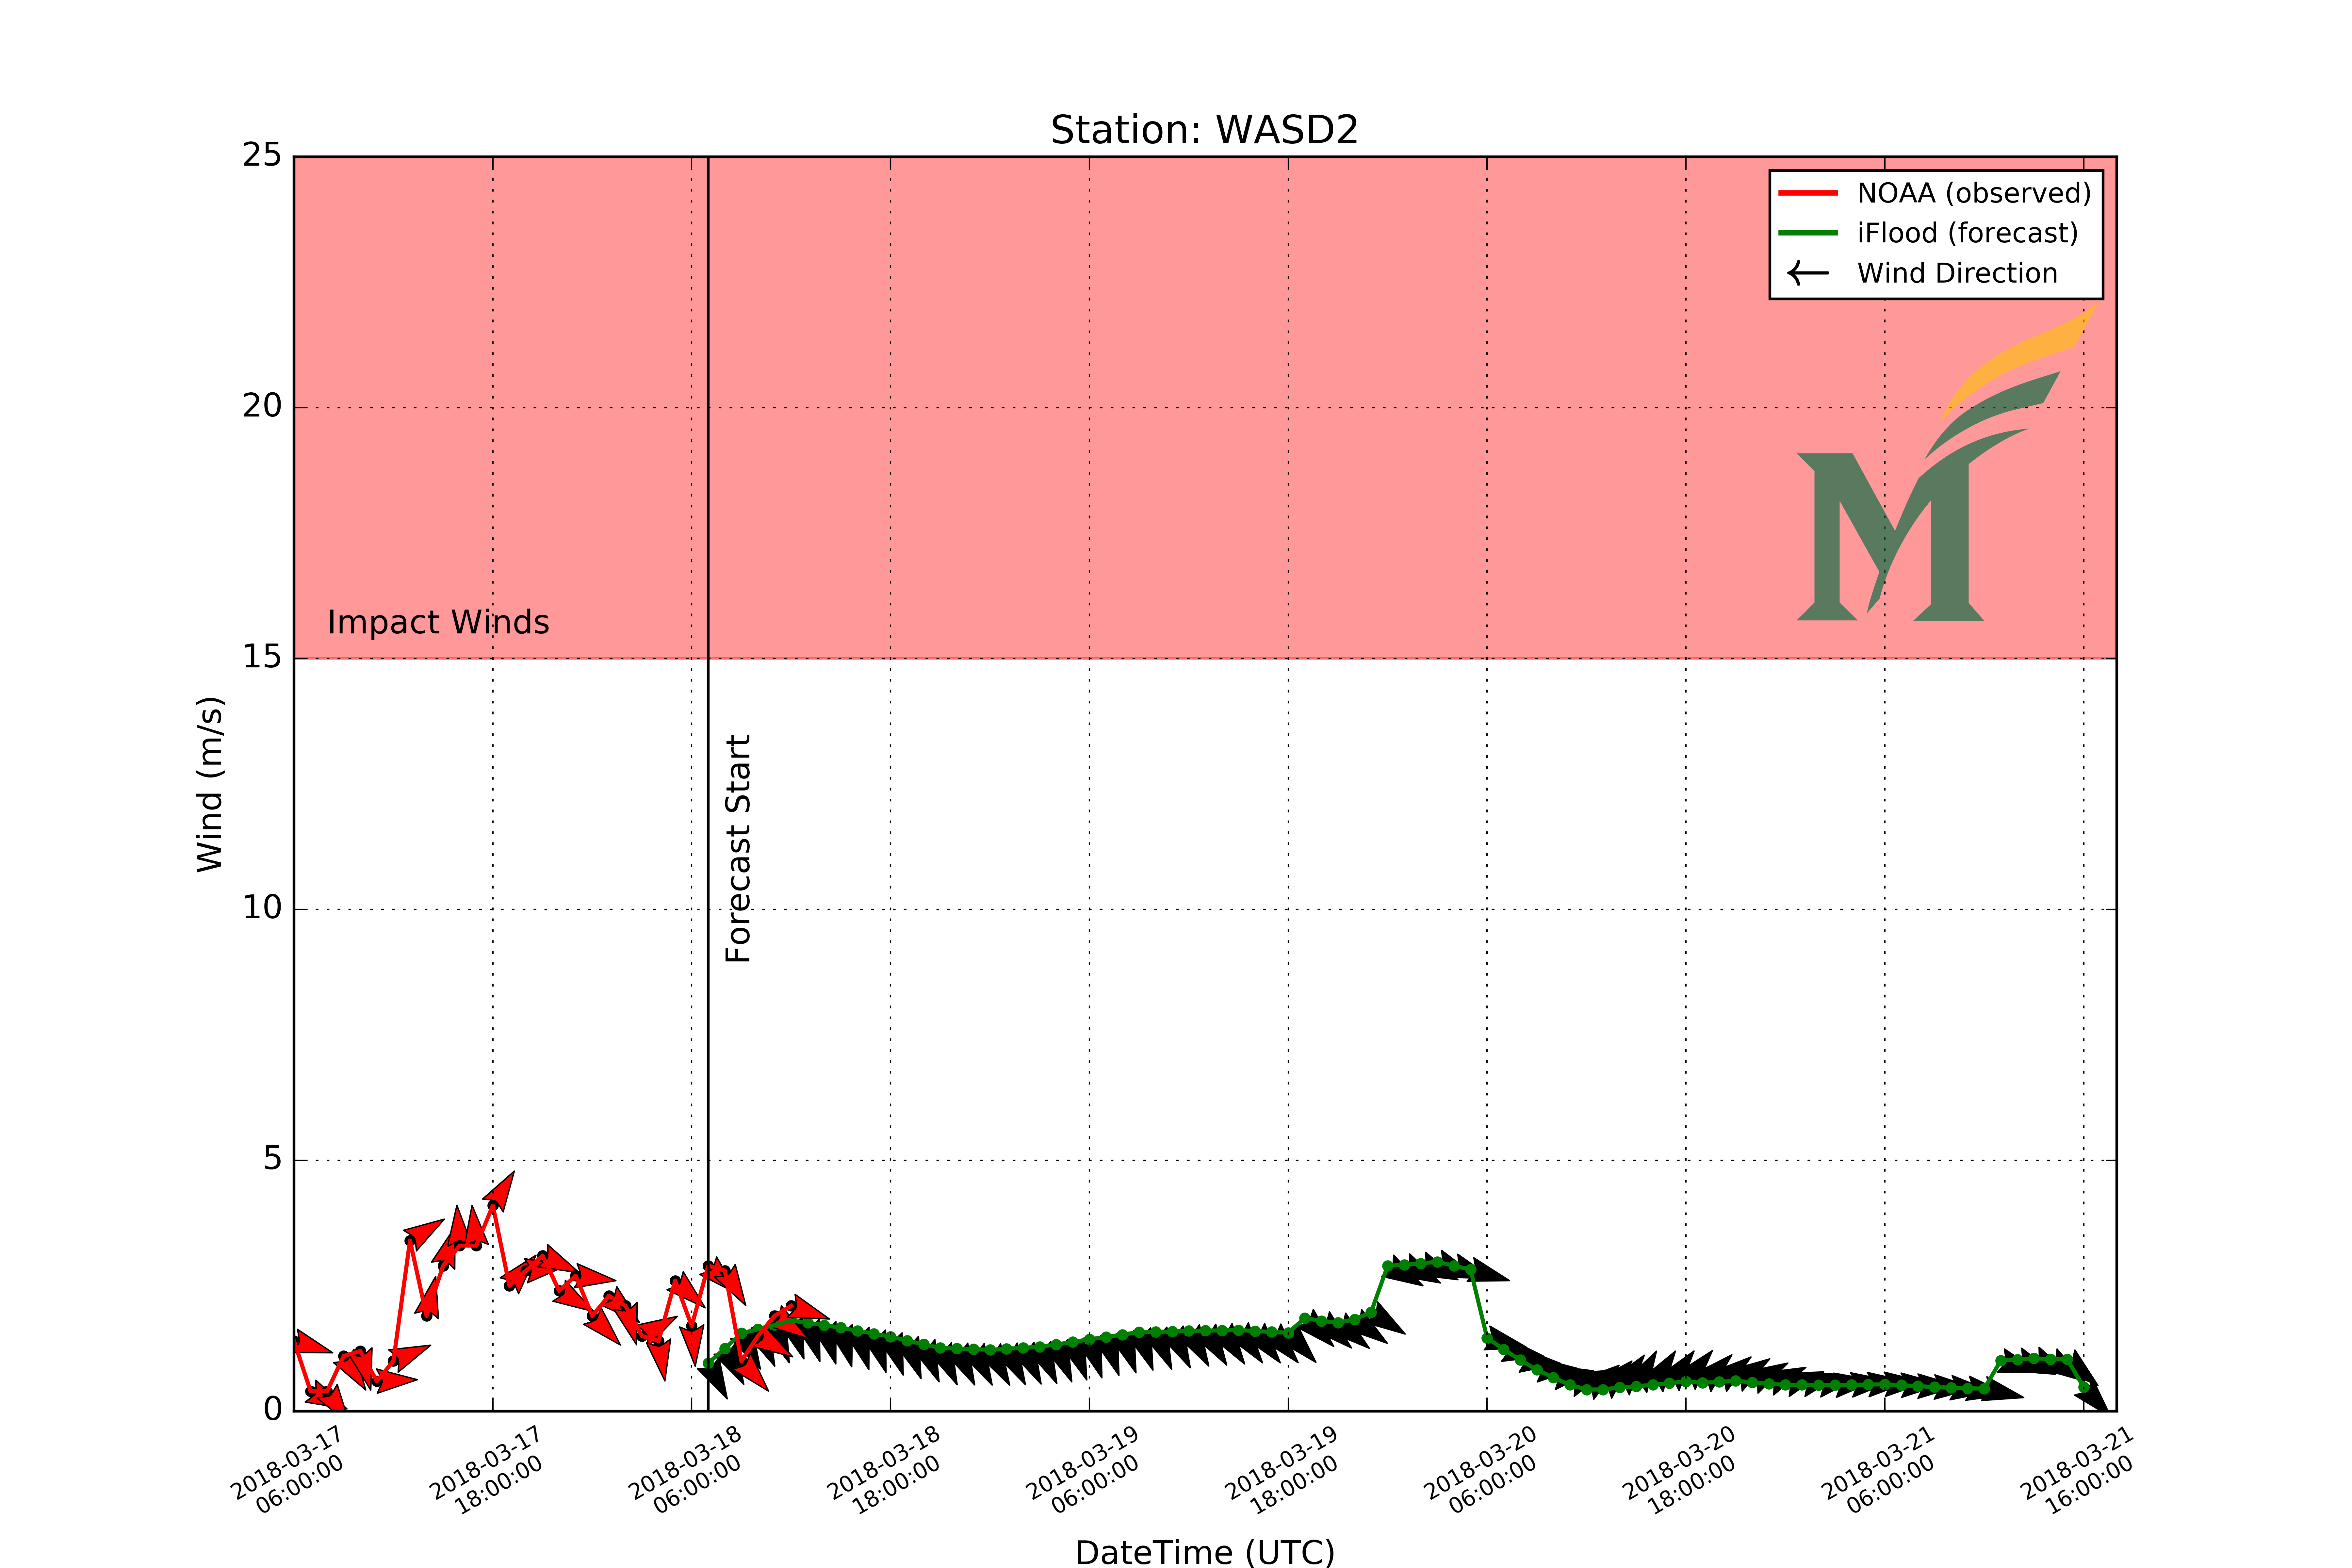 Station: WASD2
25
20
15
10
5
0
Wind (m/s)
NOAA (observed)
iFlood (forecast)
Wind Direction
M
Impact Winds
Forecast Start
2018-03-17
06:00:00
2018-03-17
18:00:00
2018-03-18
06:00:00
2018-03-18
18:00:00
2018-03-19
06:00:00
2018-03-19
18:00:00
2018-03-20
06:00:00
2018-03-20
18:00:00
2018-03-21
06:00:00
2018-03-21
16:00:00
DateTime (UTC)